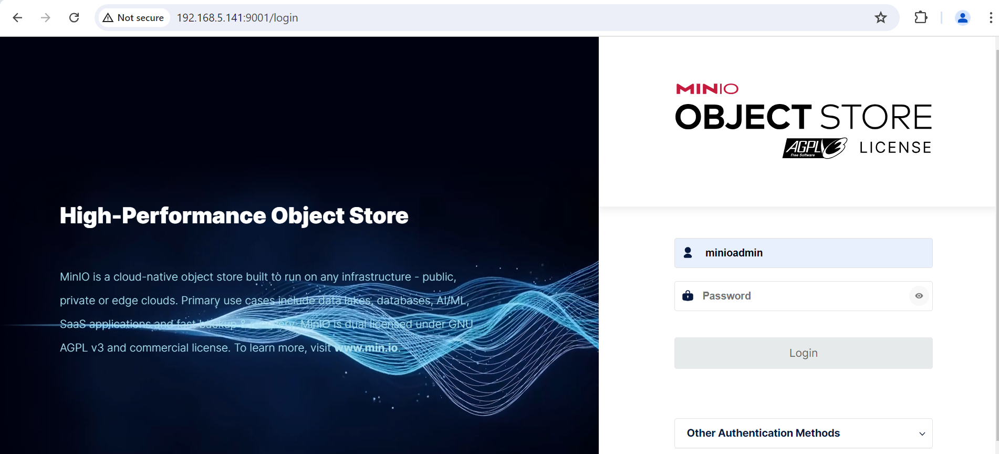 Not secure
192.168.5.141:9001/login
MINIO
OBJECT STORE
AGPL v3 LICENSE
Free Software
High-Performance Object Store
MinIO is a cloud-native object store built to run on any infrastructure - public,
private or edge clouds. Primary use cases include data lakes, databases, AI/ML,
SaaS applications and fast backup & recovery. MinIO is dual licensed under GNU
AGPL v3 and commercial license. To learn more, visit www.min.io.
minioadmin
Password
Login
Other Authentication Methods